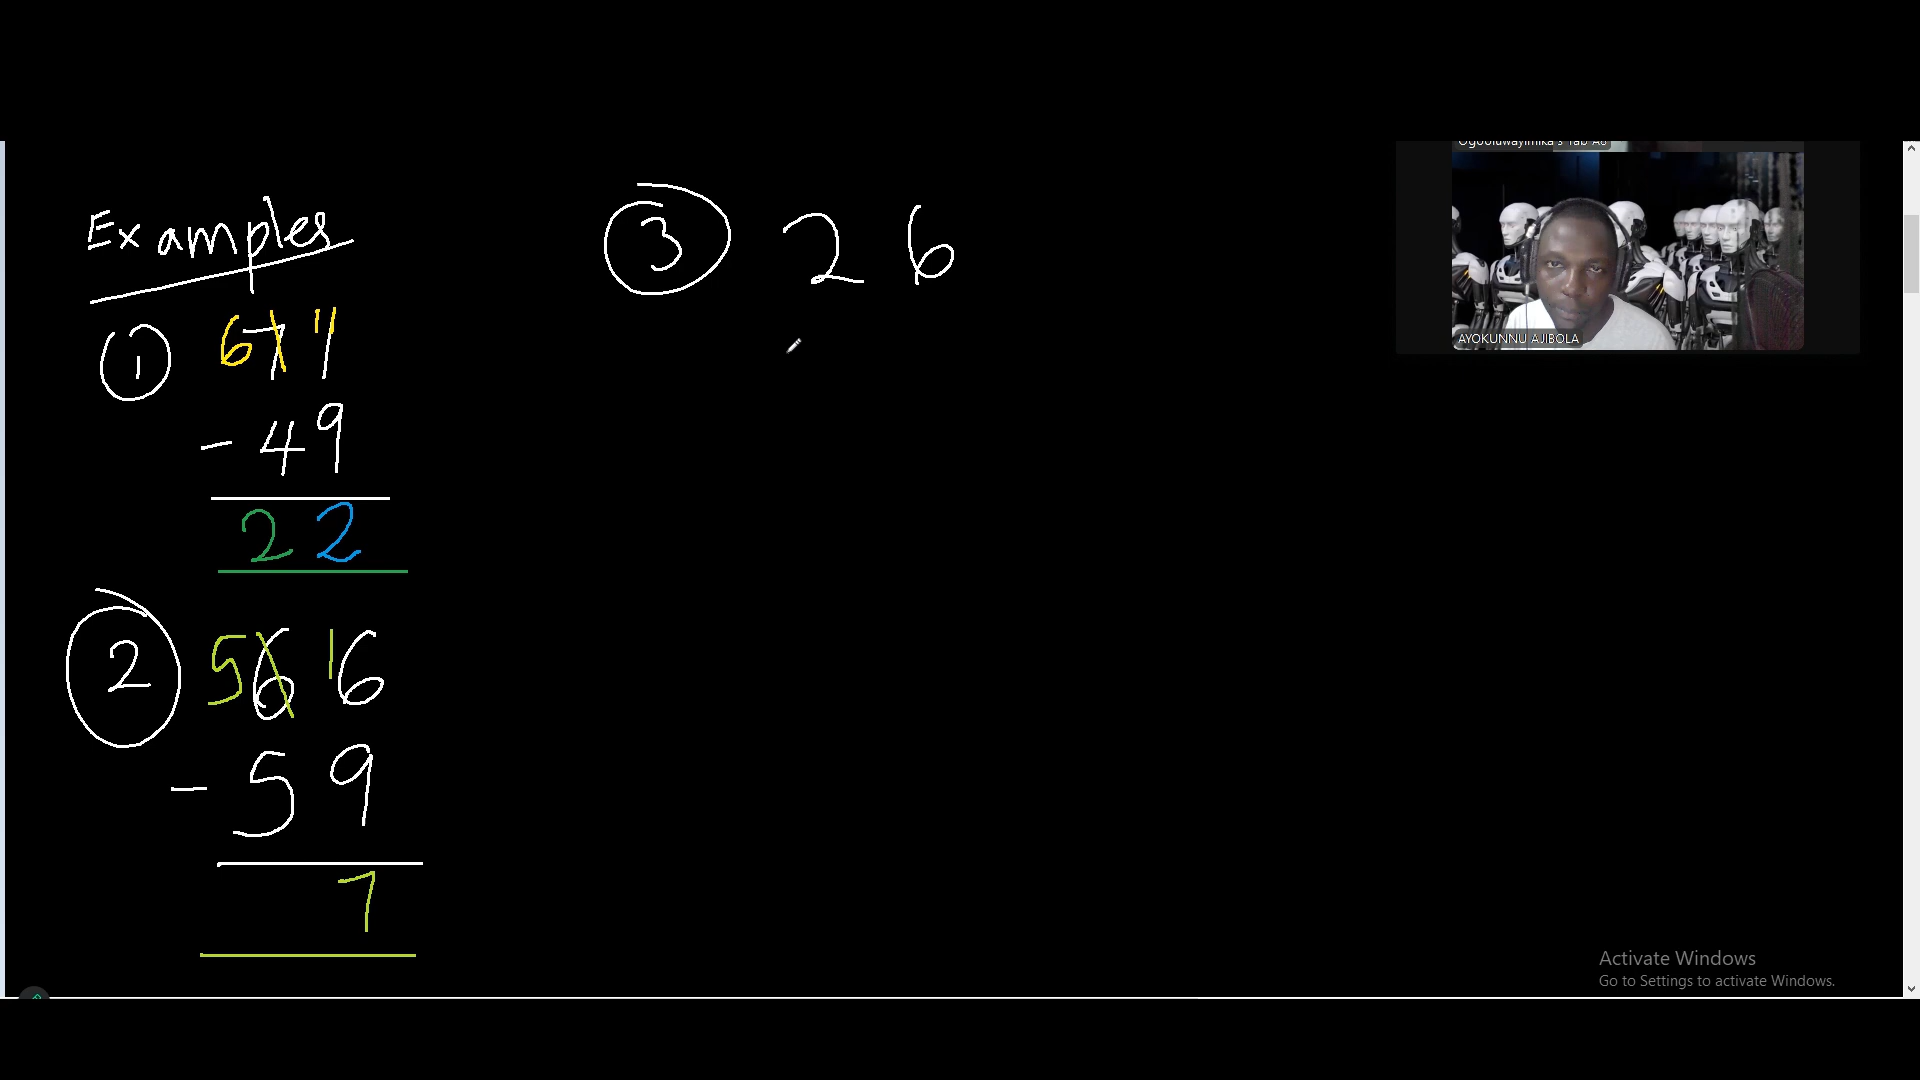 Examples
① 6 7 11
- 4 9
2 2
② 5 6 16
- 5 9
7
③ 2 6
AYOKUNNU AJIBOLA
Activate Windows
Go to Settings to activate Windows.